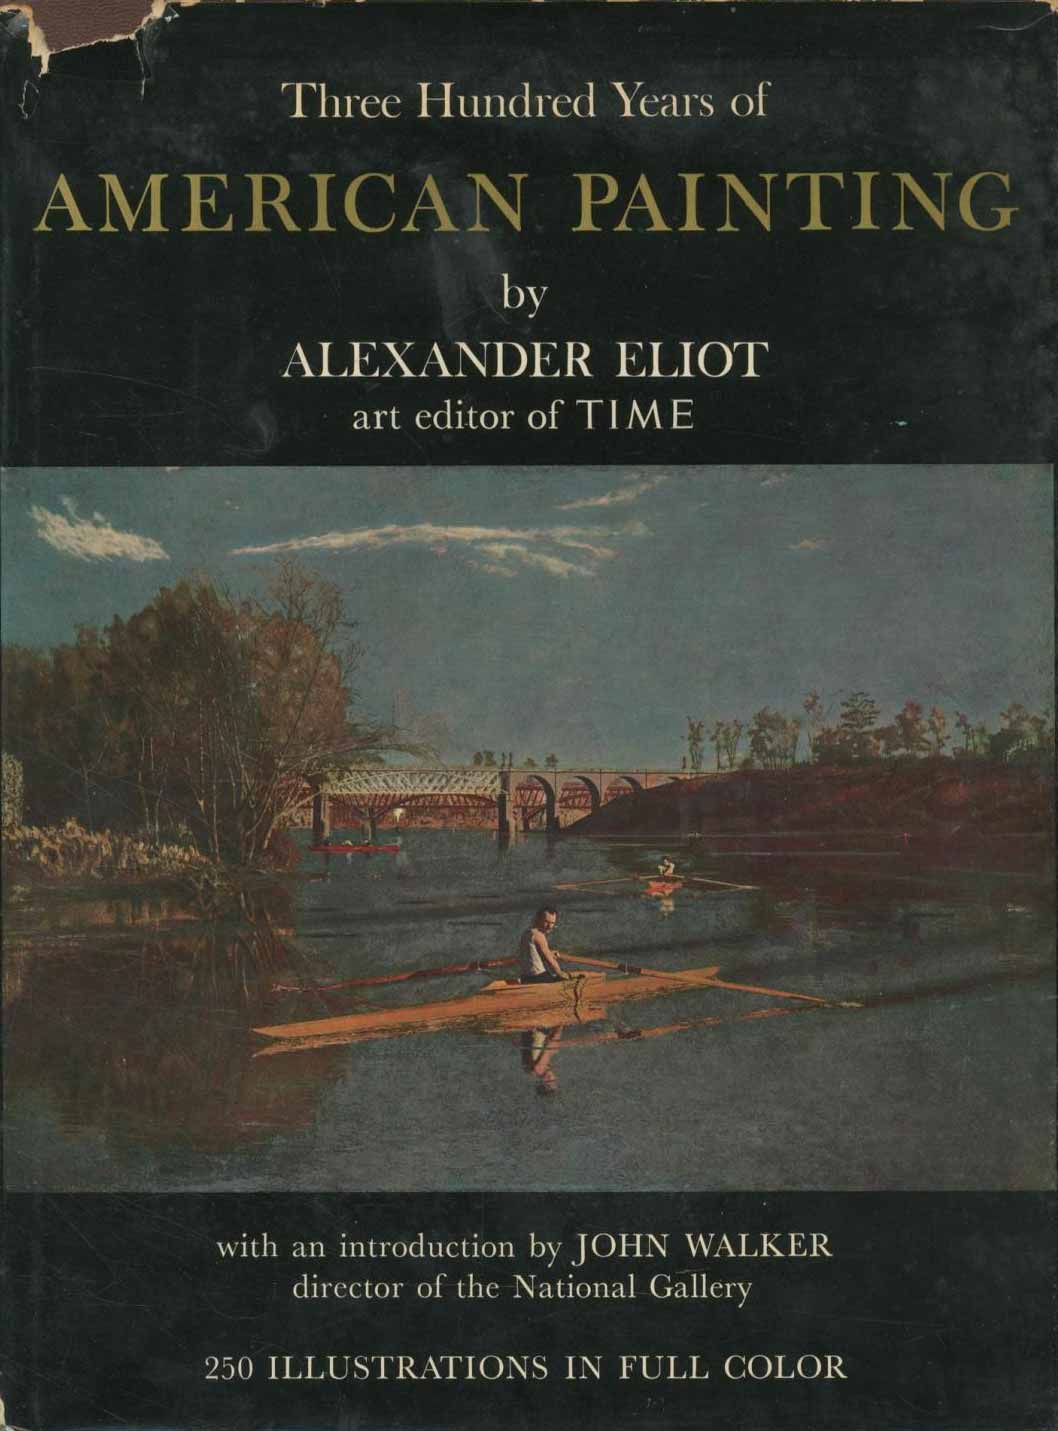 Three Hundred Years of
AMERICAN PAINTING
by
ALEXANDER ELIOT
art editor of TIME
with an introduction by JOHN WALKER
director of the National Gallery
250 ILLUSTRATIONS IN FULL COLOR